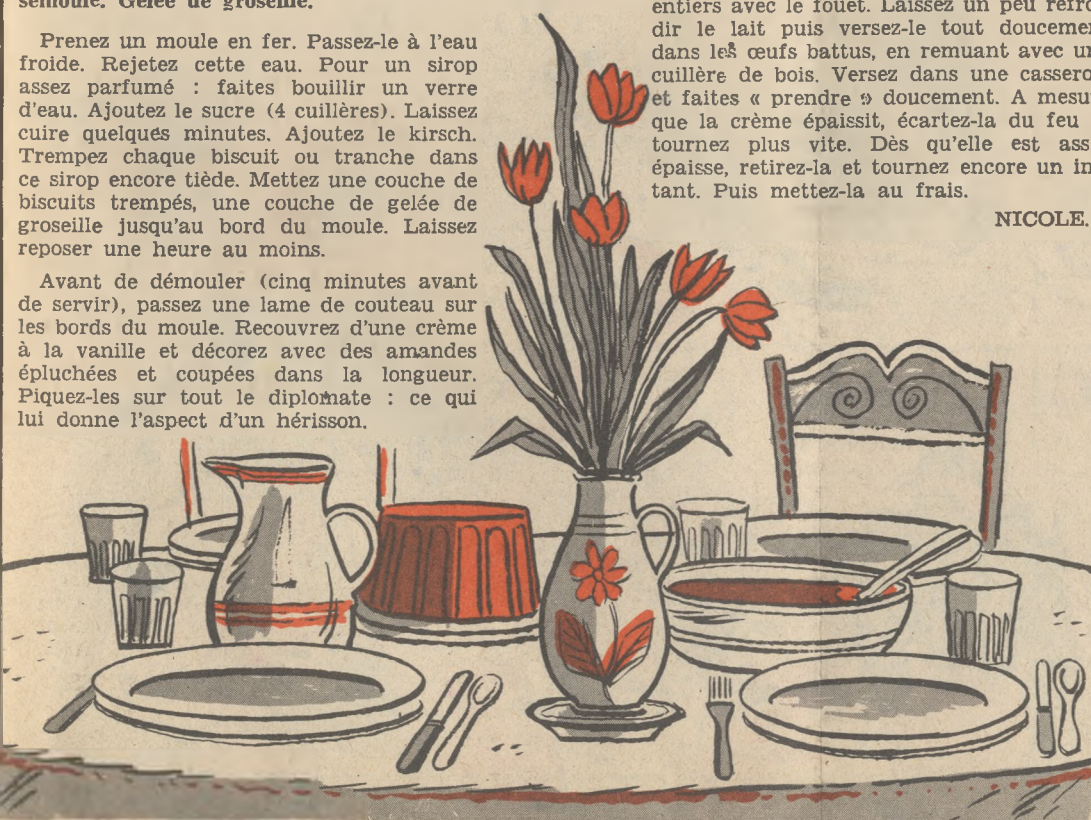 semoule. Gelée de groseille.
Prenez un moule en fer. Passez-le à l'eau
froide. Rejetez cette eau. Pour un sirop
assez parfumé : faites bouillir un verre
d'eau. Ajoutez le sucre (4 cuillères). Laissez
cuire quelques minutes. Ajoutez le kirsch.
Trempez chaque biscuit ou tranche dans
ce sirop encore tiède. Mettez une couche de
biscuits trempés, une couche de gelée de
groseille jusqu'au bord du moule. Laissez
reposer une heure au moins.
Avant de démouler (cinq minutes avant
de servir), passez une lame de couteau sur
les bords du moule. Recouvrez d'une crème
à la vanille et décorez avec des amandes
épluchées et coupées dans la longueur.
Piquez-les sur tout le diplomate : ce qui
lui donne l'aspect d'un hérisson.
entiers avec le fouet. Laissez un peu refro
dir le lait puis versez-le tout doucemen
dans les œufs battus, en remuant avec un
cuillère de bois. Versez dans une cassero
et faites « prendre » doucement. A mesu
que la crème épaissit, écartez-la du feu
tournez plus vite. Dès qu'elle est ass
épaisse, retirez-la et tournez encore un in
tant. Puis mettez-la au frais.
NICOLE.